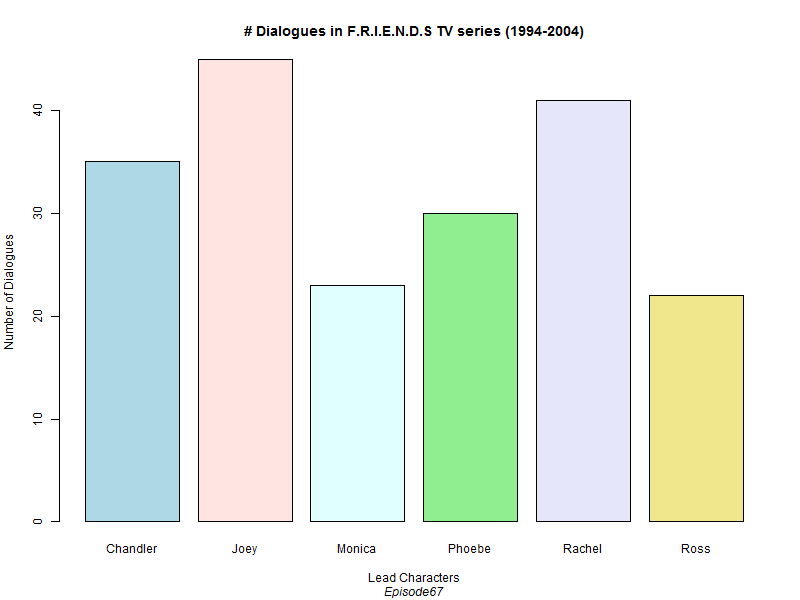 # Dialogues in F.R.I.E.N.D.S TV series (1994-2004)
Number of Dialogues
40
30
20
10
0
Chandler Joey Monica Phoebe Rachel Ross
Lead Characters
Episode67